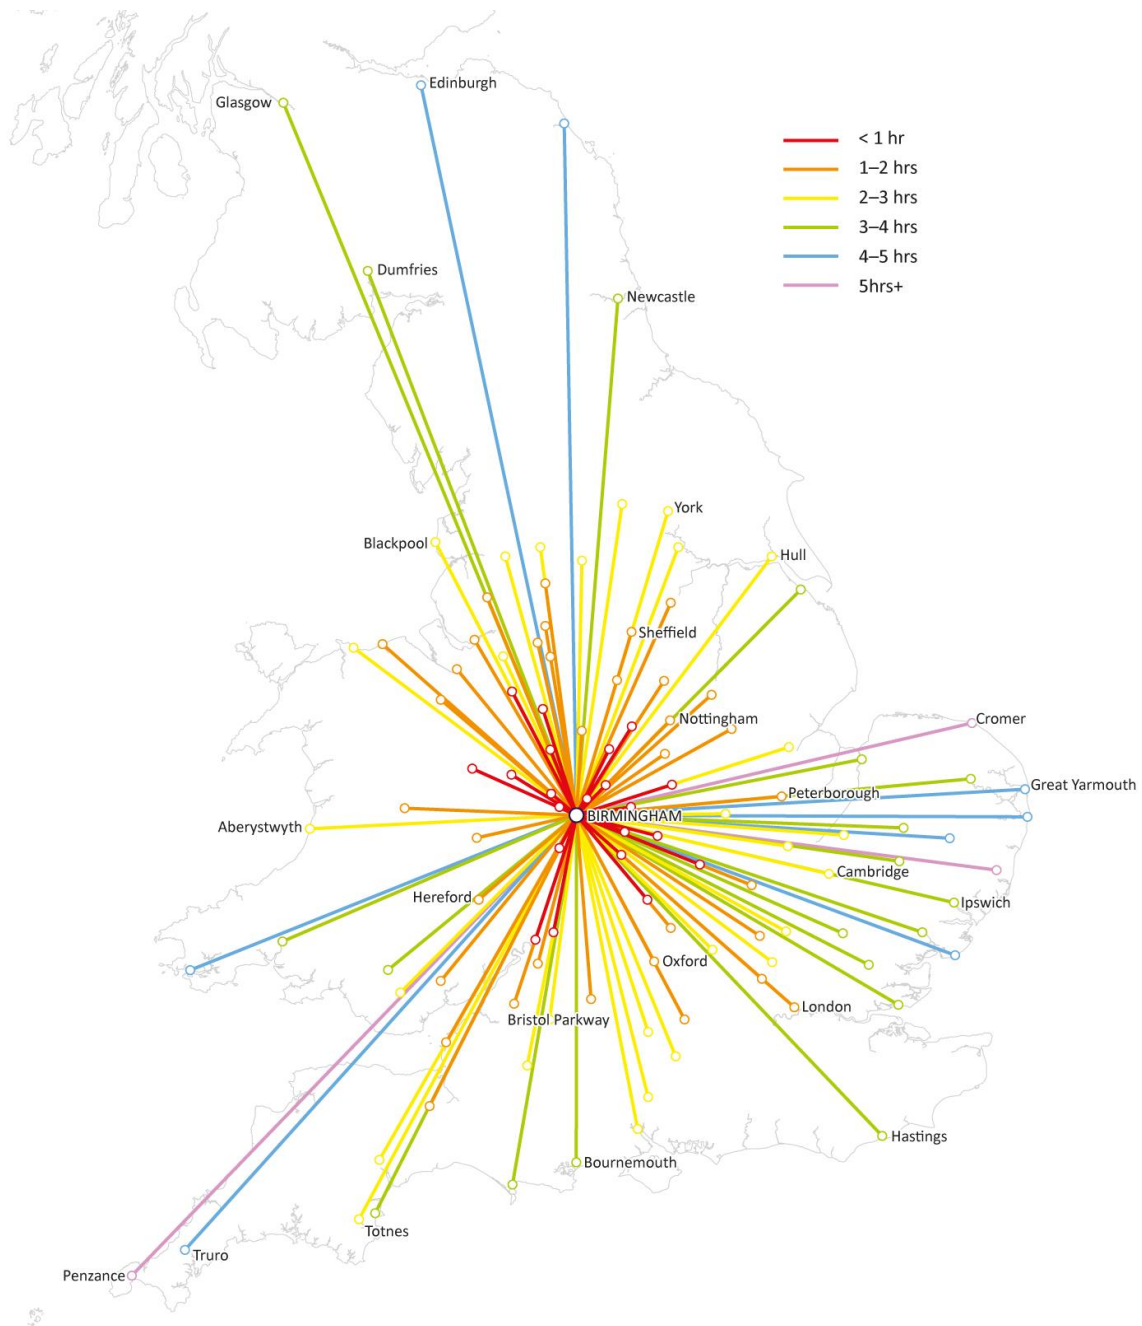 Edinburgh
Glasgow
< 1 hr
1–2 hrs
2–3 hrs
3–4 hrs
4–5 hrs
5hrs+
Dumfries
Newcastle
York
Blackpool
Hull
Sheffield
Nottingham
Cromer
Great Yarmouth
Peterborough
BIRMINGHAM
Aberystwyth
Cambridge
Hereford
Ipswich
Oxford
London
Bristol Parkway
Hastings
Bournemouth
Totnes
Truro
Penzance